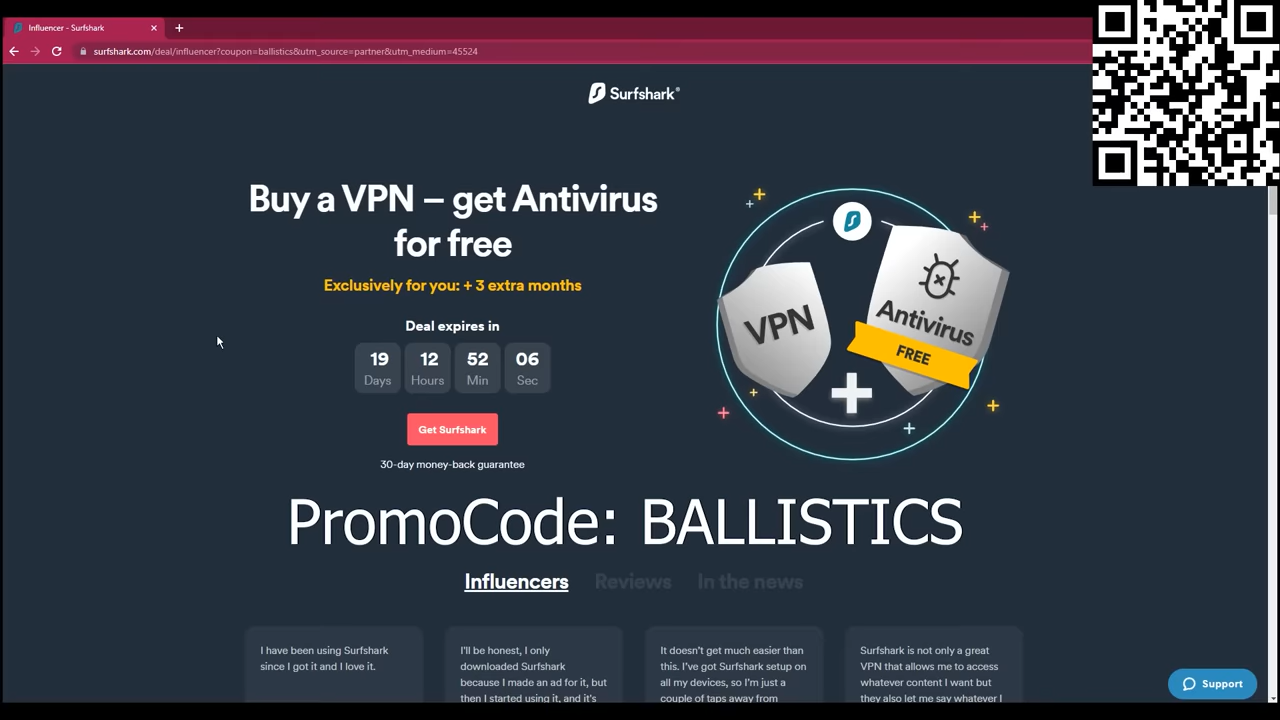 Influencer - Surfshark
surfshark.com/deal/influencer?coupon=ballistics&utm_source=partner&utm_medium=45524
Surfshark®
Buy a VPN – get Antivirus
for free
Exclusively for you: + 3 extra months
Deal expires in
19 12 52 06
Days Hours Min Sec
Get Surfshark
30-day money-back guarantee
VPN
Antivirus
FREE
PromoCode: BALLISTICS
Influencers Reviews In the news
I have been using Surfshark
since I got it and I love it.
I'll be honest, I only
downloaded Surfshark
because I made an ad for it, but
then I started using it, and it's
It doesn't get much easier than
this. I've got Surfshark setup on
all my devices, so I'm just a
couple of taps away from
Surfshark is not only a great
VPN that allows me to access
whatever content I want but
they also let me say whatever I
Support